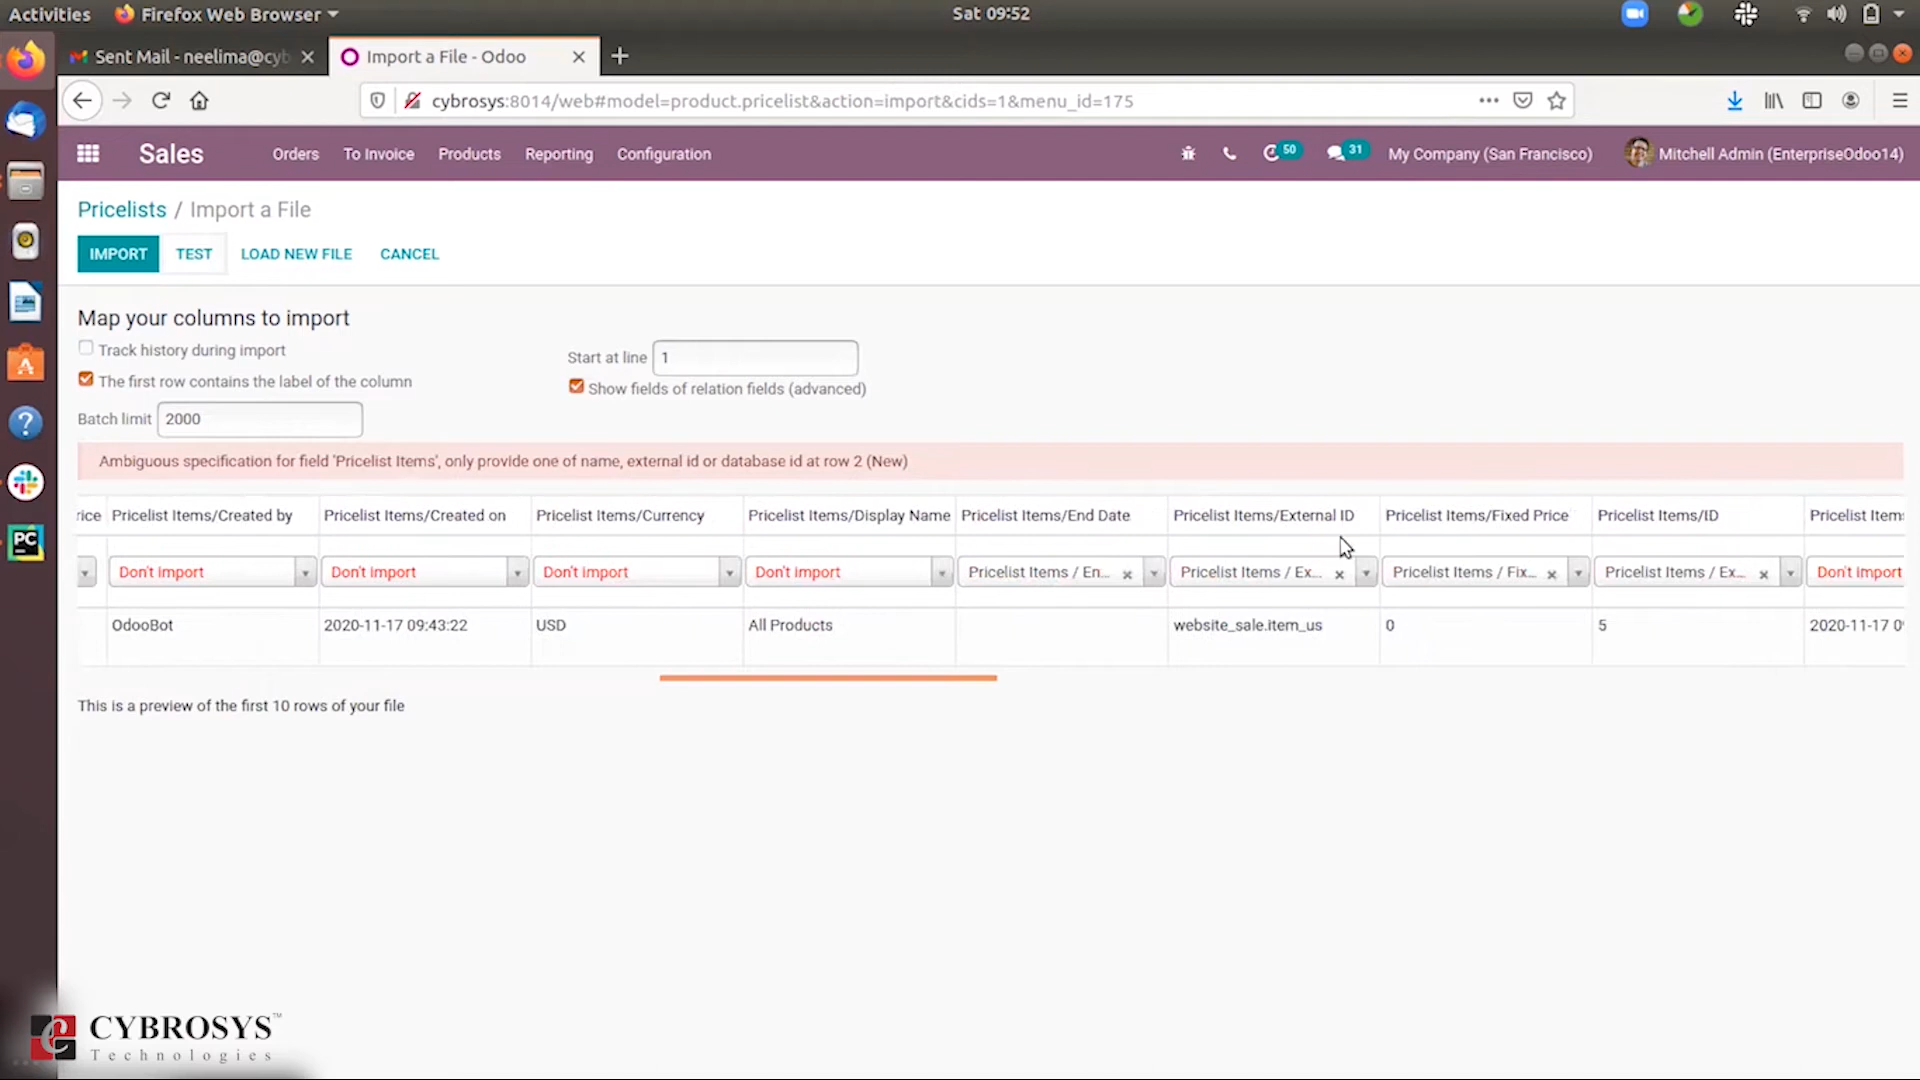 Activities
Firefox Web Browser
Sat 09:52
Sent Mail - neelima@cyb
Import a File - Odoo
cybrosys:8014/web#model=product.pricelist&action=import&cids=1&menu_id=175
Sales Orders To Invoice Products Reporting Configuration
50 31 My Company (San Francisco) Mitchell Admin (EnterpriseOdoo14)
Pricelists / Import a File
IMPORT TEST LOAD NEW FILE CANCEL
Map your columns to import
Track history during import
Start at line 1
The first row contains the label of the column
Show fields of relation fields (advanced)
Batch limit 2000
Ambiguous specification for field 'Pricelist Items', only provide one of name, external id or database id at row 2 (New)
rice Pricelist Items/Created by Pricelist Items/Created on Pricelist Items/Currency Pricelist Items/Display Name Pricelist Items/End Date Pricelist Items/External ID Pricelist Items/Fixed Price Pricelist Items/ID Pricelist Item
Don't import Don't import Don't import Don't import Pricelist Items / En... Pricelist Items / Ex... Pricelist Items / Fix... Pricelist Items / Ex... Don't import
OdooBot 2020-11-17 09:43:22 USD All Products website_sale.item_us 0 5 2020-11-17 0
This is a preview of the first 10 rows of your file
PC
CYBROSYS™
Technologies